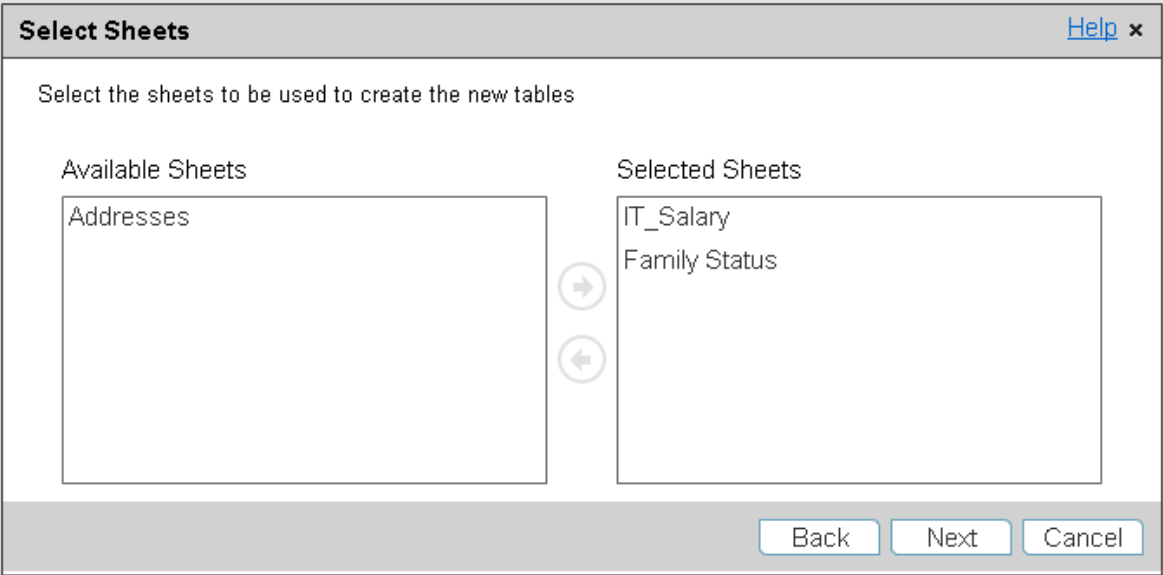 Select Sheets
Help ×
Select the sheets to be used to create the new tables
Available Sheets
Selected Sheets
Addresses
IT_Salary
Family Status
Back
Next
Cancel